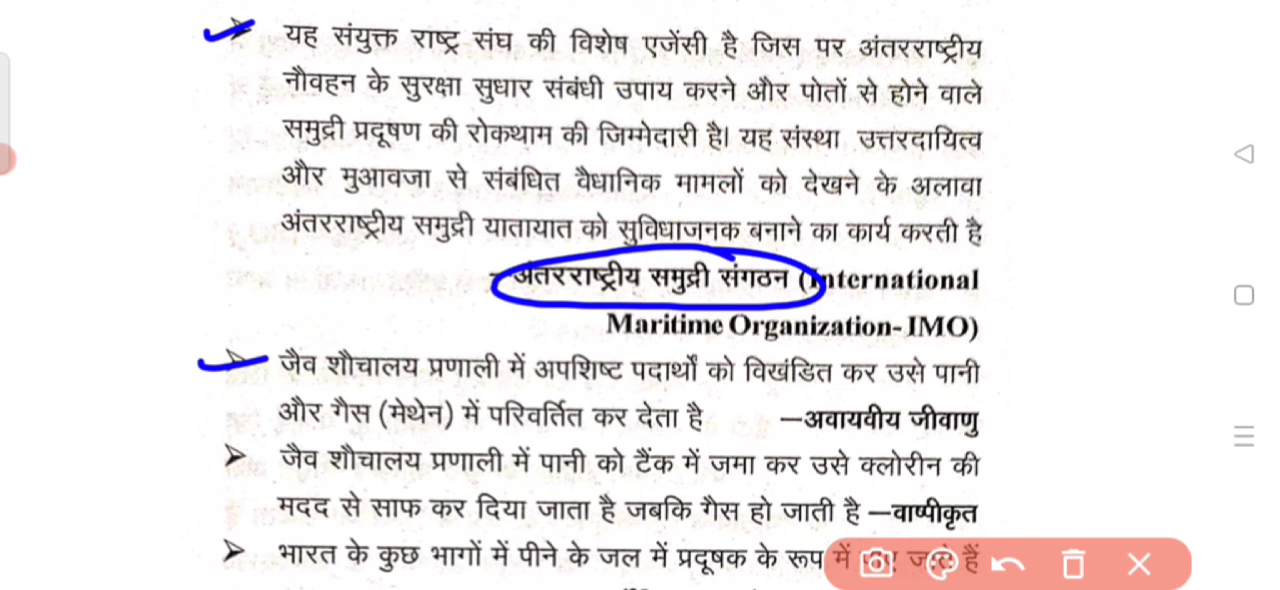 यह संयुक्त राष्ट्र संघ की विशेष एजेंसी है जिस पर अंतरराष्ट्रीय
नौवहन के सुरक्षा सुधार संबंधी उपाय करने और पोतों से होने वाले
समुद्री प्रदूषण की रोकथाम की जिम्मेदारी है। यह संस्था उत्तरदायित्व
और मुआवजा से संबंधित वैधानिक मामलों को देखने के अलावा
अंतरराष्ट्रीय समुद्री यातायात को सुविधाजनक बनाने का कार्य करती है
– अंतरराष्ट्रीय समुद्री संगठन (International
Maritime Organization- IMO)
➤ जैव शौचालय प्रणाली में अपशिष्ट पदार्थों को विखंडित कर उसे पानी
और गैस (मेथेन) में परिवर्तित कर देता है —अवायवीय जीवाणु
➤ जैव शौचालय प्रणाली में पानी को टैंक में जमा कर उसे क्लोरीन की
मदद से साफ कर दिया जाता है जबकि गैस हो जाती है —वाष्पीकृत
➤ भारत के कुछ भागों में पीने के जल में प्रदूषक के रूप में पाए जाते हैं